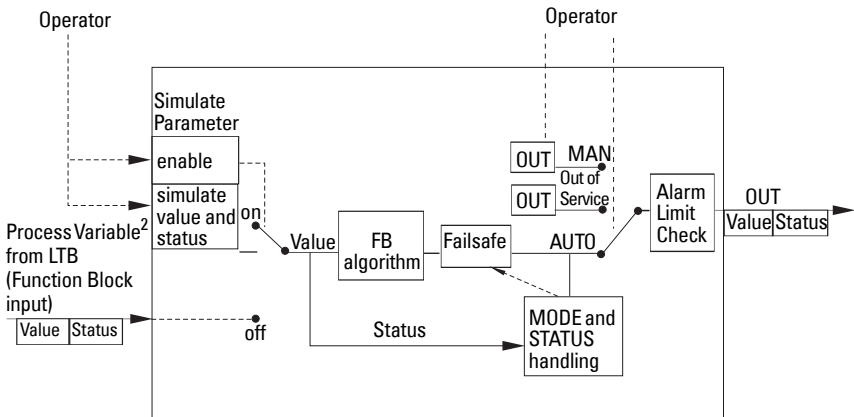 Operator
Operator
Simulate
Parameter
enable
simulate
value and
status
on
off
Process Variable2
from LTB
(Function Block
input)
Value Status
Value
FB
algorithm
Failsafe
Status
MODE and
STATUS
handling
OUT MAN
Out of
OUT Service
AUTO
Alarm
Limit
Check
OUT
Value Status